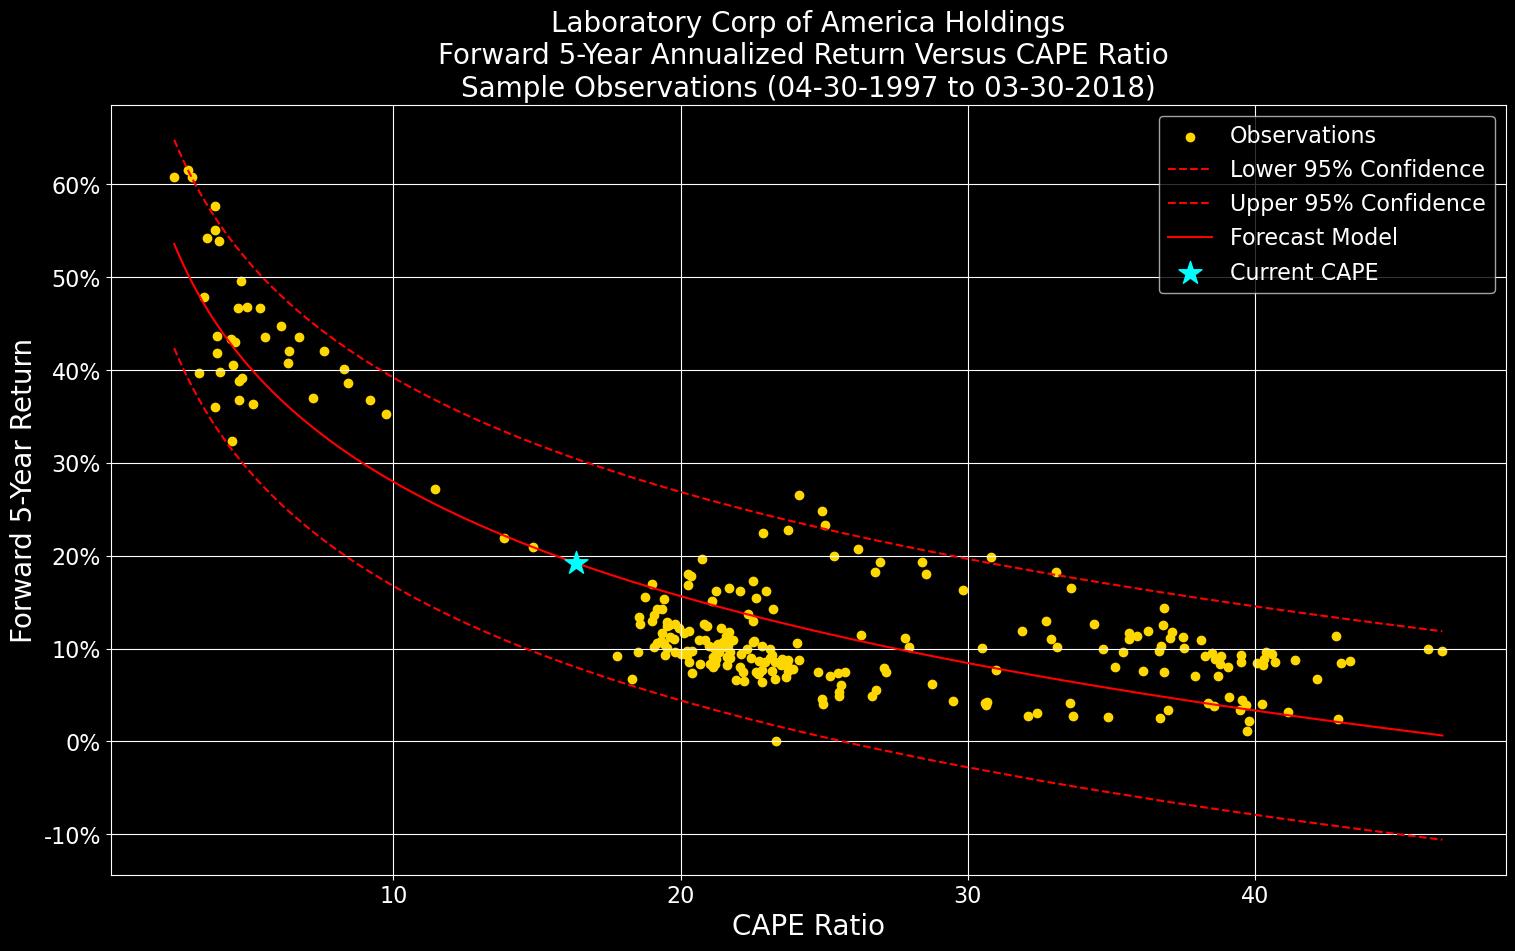 Laboratory Corp of America Holdings
Forward 5-Year Annualized Return Versus CAPE Ratio
Sample Observations (04-30-1997 to 03-30-2018)
Observations
Lower 95% Confidence
Upper 95% Confidence
Forecast Model
Current CAPE
Forward 5-Year Return
60%
50%
40%
30%
20%
10%
0%
-10%
10
20
30
40
CAPE Ratio